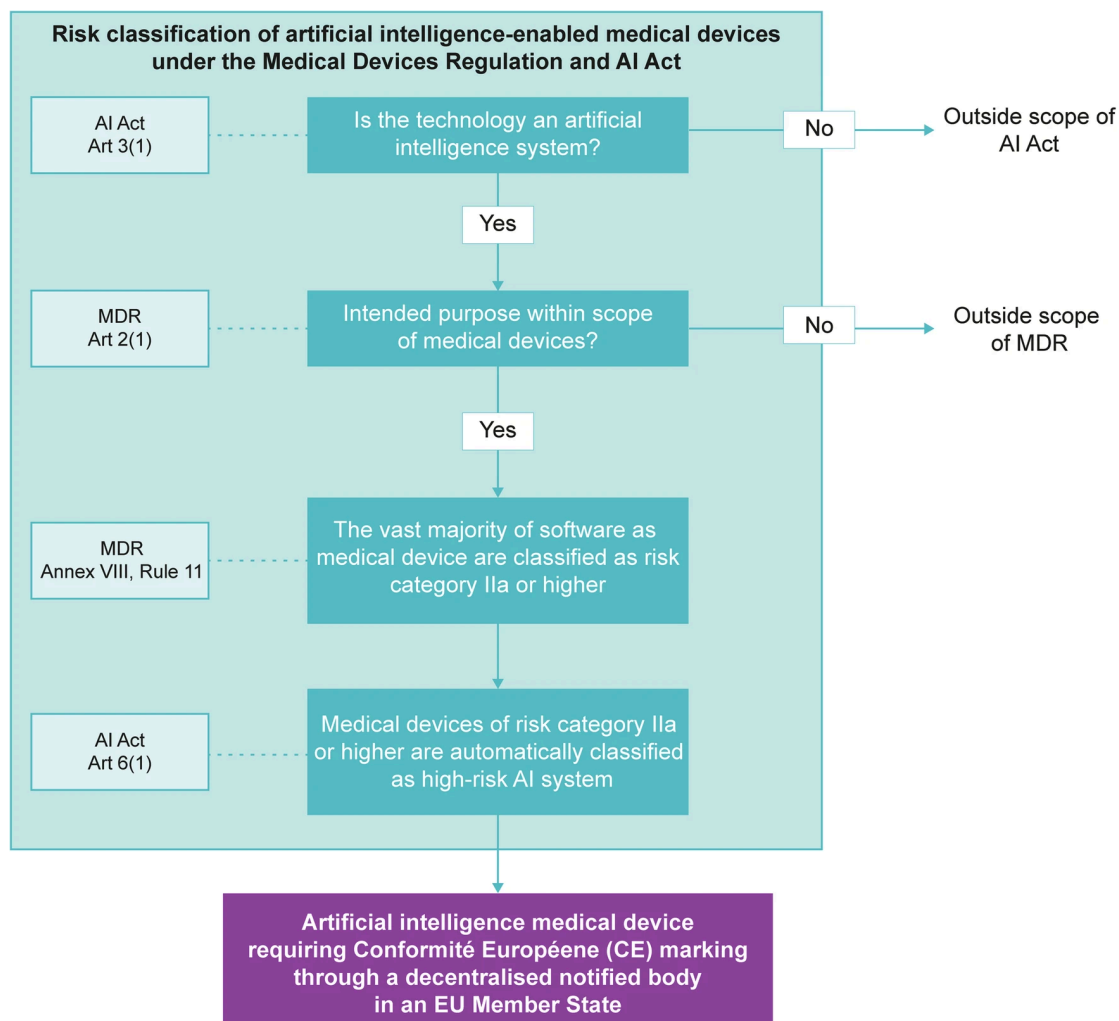 Risk classification of artificial intelligence-enabled medical devices
under the Medical Devices Regulation and AI Act
AI Act
Art 3(1)
Is the technology an artificial
intelligence system?
No
Outside scope of
AI Act
Yes
MDR
Art 2(1)
Intended purpose within scope
of medical devices?
No
Outside scope
of MDR
Yes
MDR
Annex VIII, Rule 11
The vast majority of software as
medical device are classified as risk
category IIa or higher
AI Act
Art 6(1)
Medical devices of risk category IIa
or higher are automatically classified
as high-risk AI system
Artificial intelligence medical device
requiring Conformité Européene (CE) marking
through a decentralised notified body
in an EU Member State